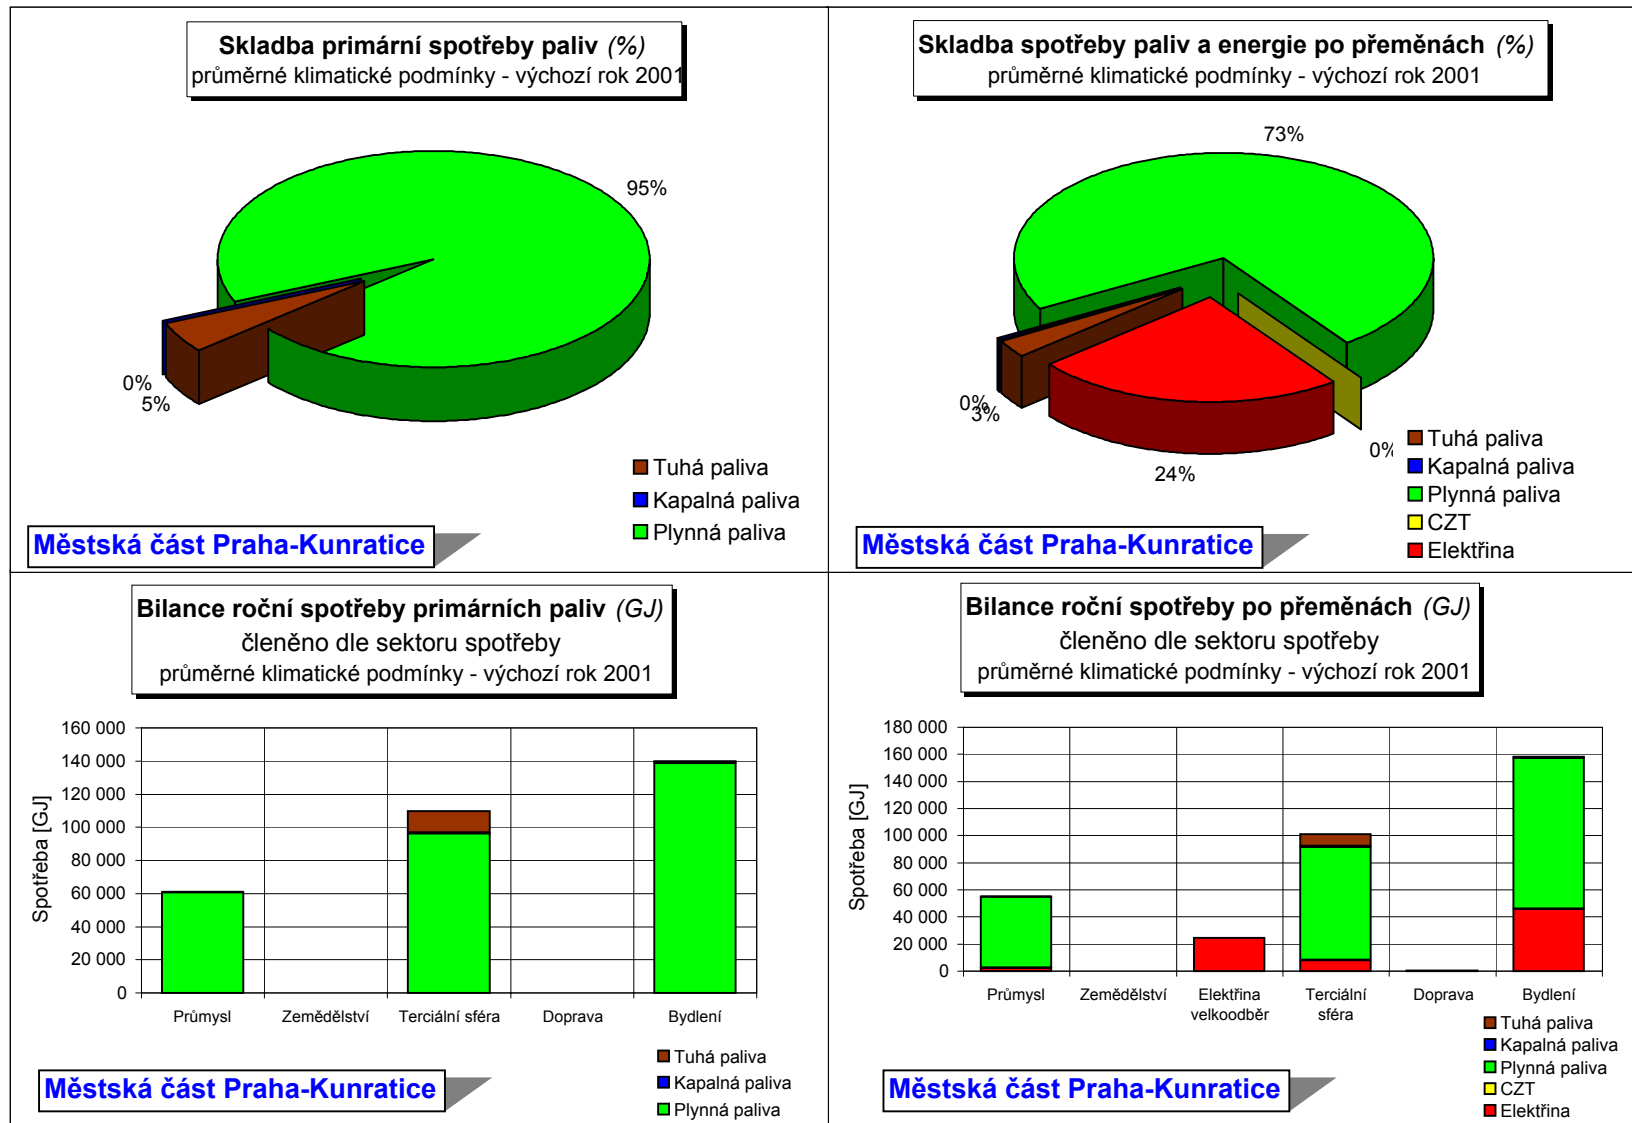 Skladba primární spotřeby paliv (%)
průměrné klimatické podmínky - výchozí rok 2001
95%
0%
5%
Tuhá paliva
Kapalná paliva
Plynná paliva
Městská část Praha-Kunratice
Skladba spotřeby paliv a energie po přeměnách (%)
průměrné klimatické podmínky - výchozí rok 2001
73%
0%
3%
24%
0%
Tuhá paliva
Kapalná paliva
Plynná paliva
CZT
Elektřina
Městská část Praha-Kunratice
Bilance roční spotřeby primárních paliv (GJ)
členěno dle sektoru spotřeby
průměrné klimatické podmínky - výchozí rok 2001
Spotřeba [GJ]
160 000
140 000
120 000
100 000
80 000
60 000
40 000
20 000
0
Průmysl Zemědělství Terciální sféra Doprava Bydlení
Tuhá paliva
Kapalná paliva
Plynná paliva
Městská část Praha-Kunratice
Bilance roční spotřeby po přeměnách (GJ)
členěno dle sektoru spotřeby
průměrné klimatické podmínky - výchozí rok 2001
Spotřeba [GJ]
180 000
160 000
140 000
120 000
100 000
80 000
60 000
40 000
20 000
0
Průmysl Zemědělství Elektřina Terciální Doprava Bydlení
velkoodběr sféra
Tuhá paliva
Kapalná paliva
Plynná paliva
CZT
Elektřina
Městská část Praha-Kunratice